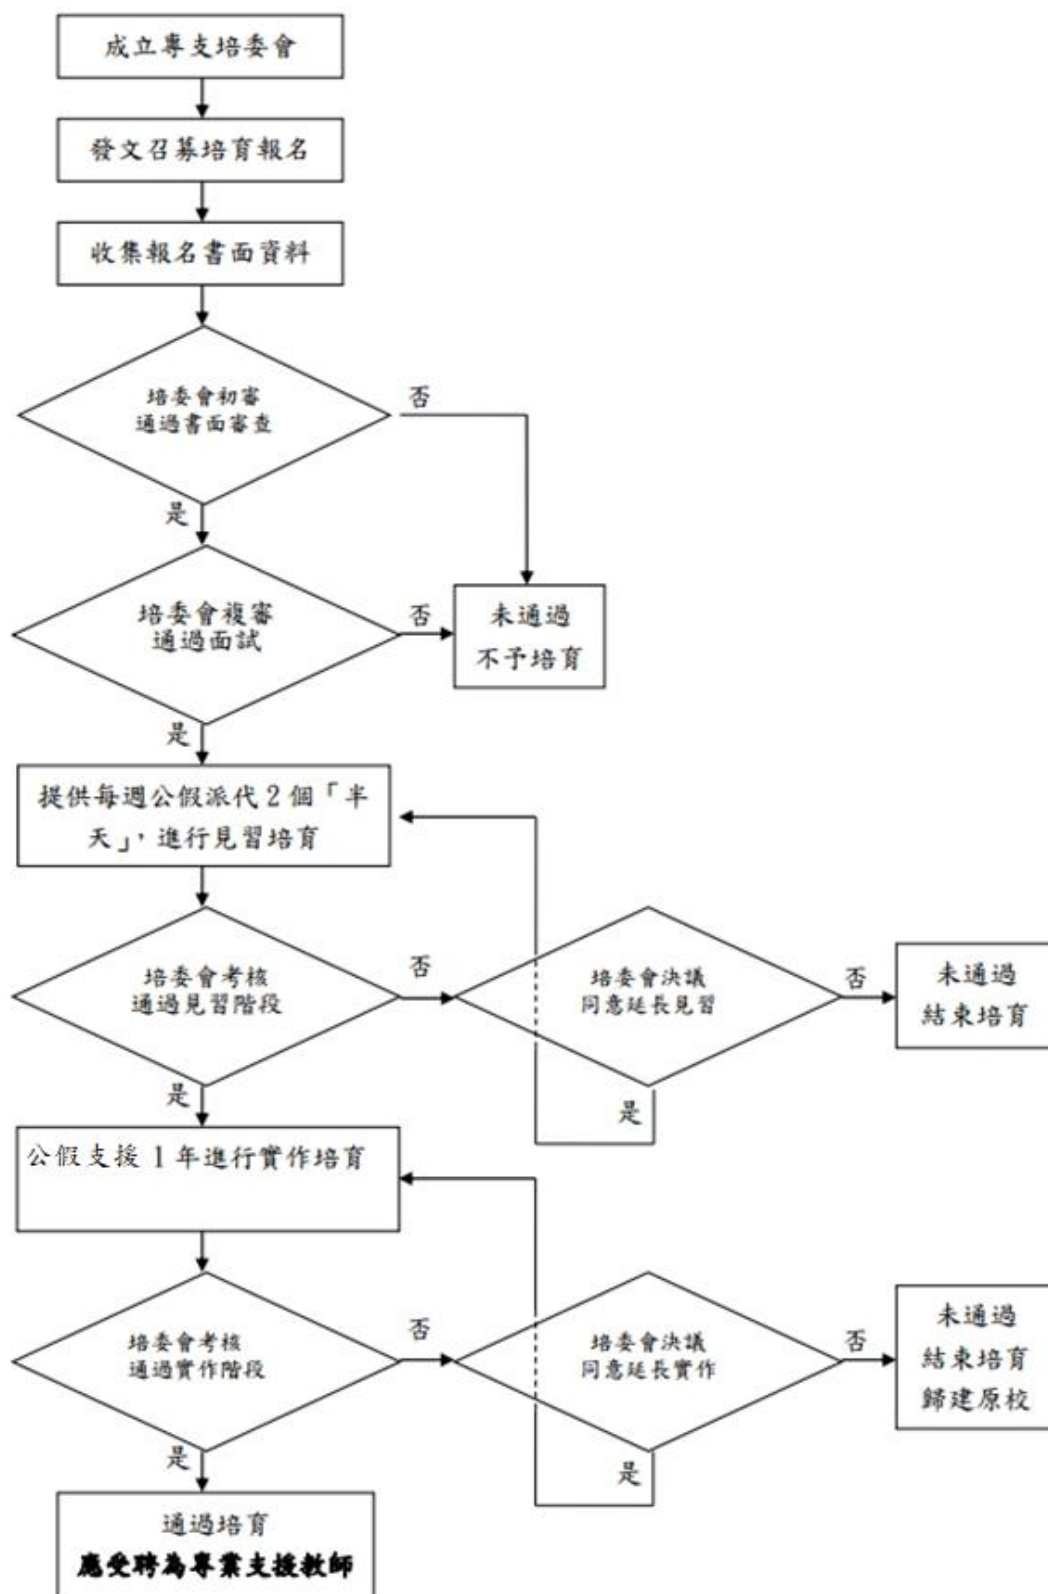 成立專支培委會
發文召募培育報名
收集報名書面資料
培委會初審
通過書面審查
否
是
培委會複審
通過面試
否
未通過
不予培育
是
提供每週公假派代2個「半
天」,進行見習培育
培委會考核
通過見習階段
否
培委會決議
同意延長見習
否
未通過
結束培育
是
是
公假支援1年進行實作培育
培委會考核
通過實作階段
否
培委會決議
同意延長實作
否
未通過
結束培育
歸建原校
是
是
通過培育
應受聘為專業支援教師